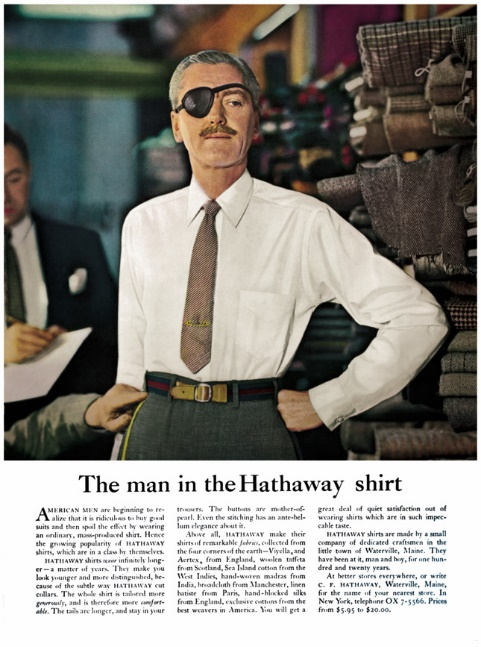 The man in the Hathaway shirt
AMERICAN MEN are beginning to re-
alize that it is ridiculous to buy good
suits and then spoil the effect by wearing
an ordinary, mass-produced shirt. Hence
the growing popularity of HATHAWAY
shirts, which are in a class by themselves.
HATHAWAY shirts wear infinitely long-
er—a matter of years. They make you
look younger and more distinguished, be-
cause of the subtle way HATHAWAY cut
collars. The whole shirt is tailored more
generously, and is therefore more comfort-
able. The tails are longer, and stay in your
trousers. The buttons are mother-of-
pearl. Even the stitching has an ante-bel-
lum elegance about it.
Above all, HATHAWAY make their
shirts of remarkable fabrics, collected from
the four corners of the earth—Viyella, and
Aertex, from England, woolen taffeta
from Scotland, Sea Island cotton from the
West Indies, hand-woven madras from
India, broadcloth from Manchester, linen
batiste from Paris, hand-blocked silks
from England, exclusive cottons from the
best weavers in America. You will get a
great deal of quiet satisfaction out of
wearing shirts which are in such impec-
cable taste.
HATHAWAY shirts are made by a small
company of dedicated craftsmen in the
little town of Waterville, Maine. They
have been at it, man and boy, for one hun-
dred and twenty years.
At better stores everywhere, or write
C. F. HATHAWAY, Waterville, Maine,
for the name of your nearest store. In
New York, telephone OX 7-5566. Prices
from $5.95 to $20.00.